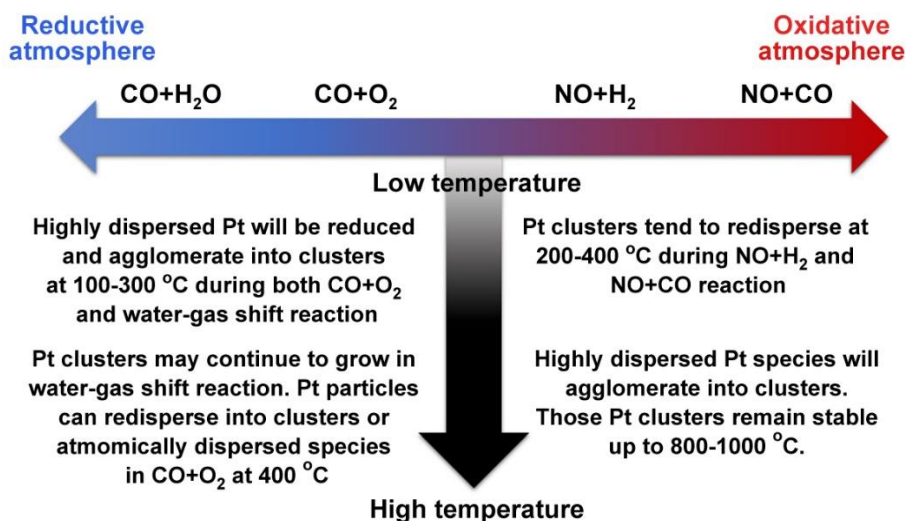 Reductive
atmosphere
Oxidative
atmosphere
CO+H₂O
CO+O₂
NO+H₂
NO+CO
Low temperature
Highly dispersed Pt will be reduced
and agglomerate into clusters
at 100-300 °C during both CO+O₂
and water-gas shift reaction
Pt clusters tend to redisperse at
200-400 °C during NO+H₂ and
NO+CO reaction
Pt clusters may continue to grow in
water-gas shift reaction. Pt particles
can redisperse into clusters or
atmomically dispersed species
in CO+O₂ at 400 °C
Highly dispersed Pt species will
agglomerate into clusters.
Those Pt clusters remain stable
up to 800-1000 °C.
High temperature